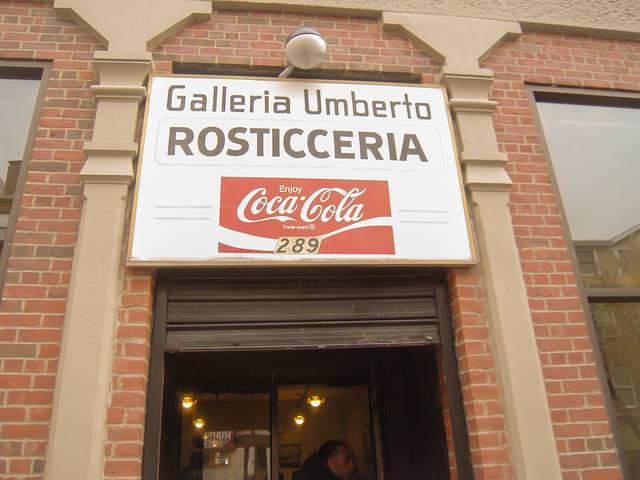 Galleria Umberto
ROSTICCERIA
Enjoy
Coca-Cola
Trade-mark®
289